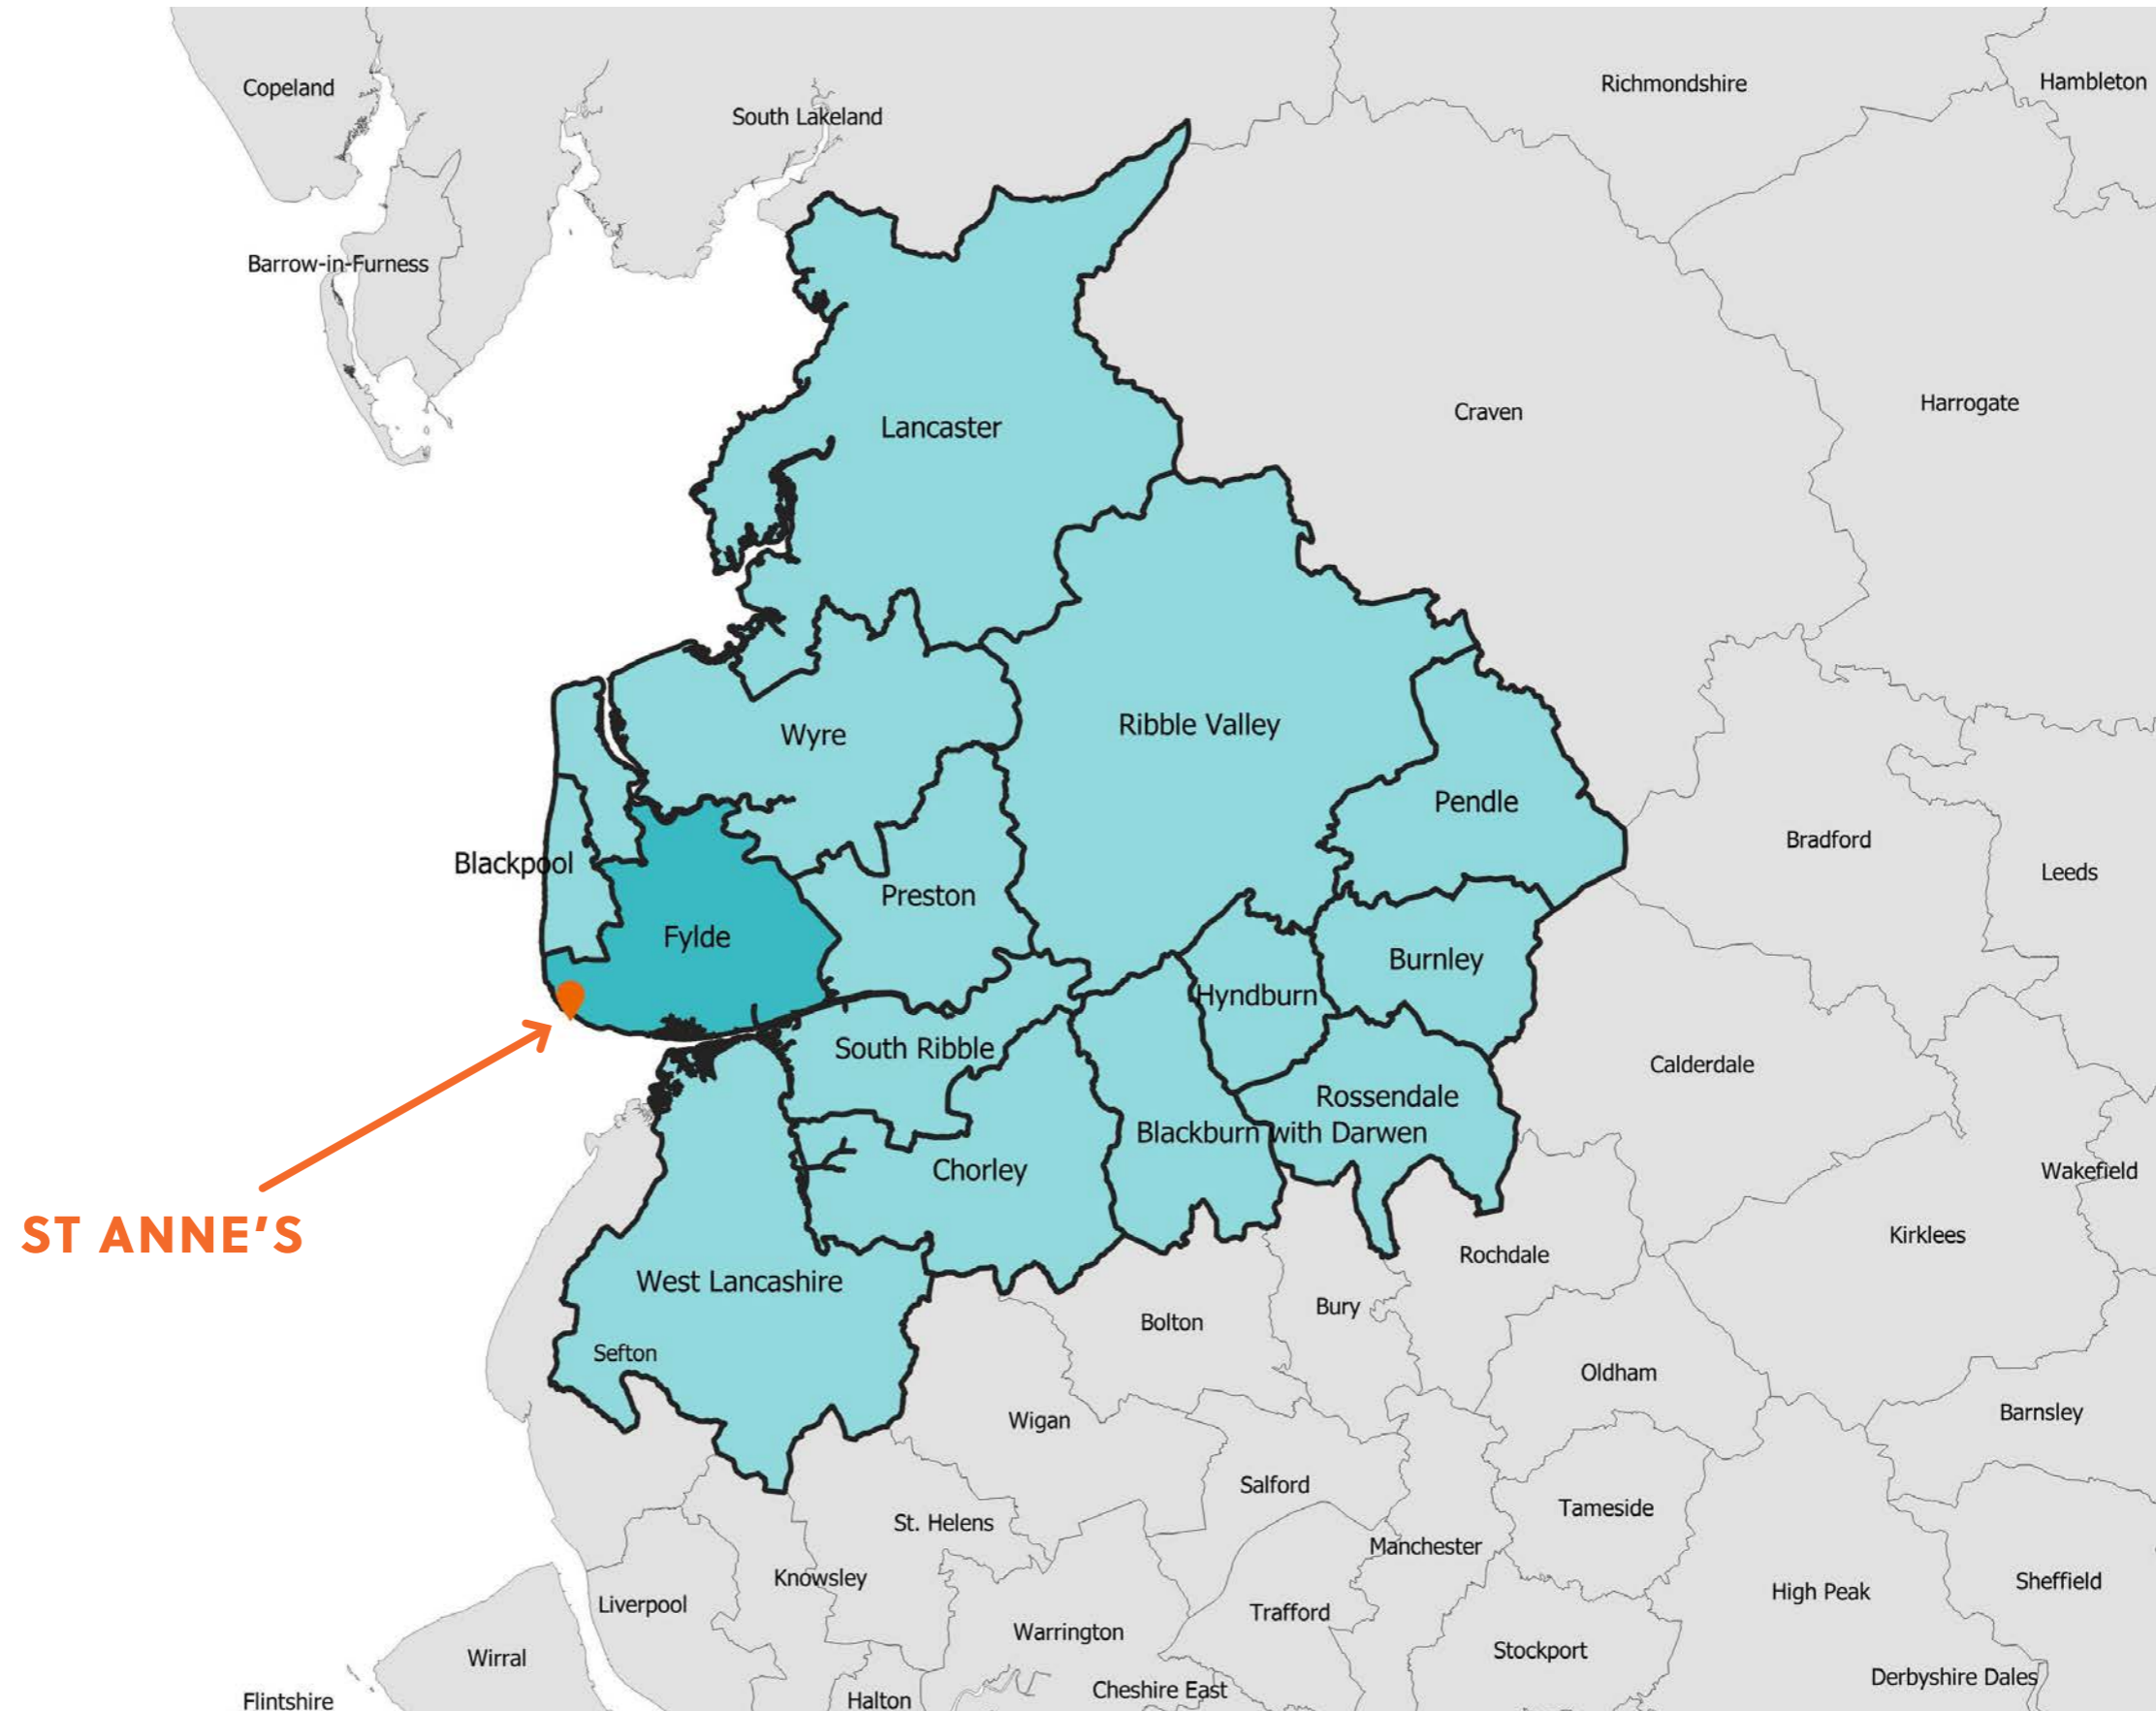 Copeland
South Lakeland
Richmondshire
Hambleton
Barrow-in-Furness
Lancaster
Craven
Harrogate
Wyre
Ribble Valley
Pendle
Blackpool
Bradford
Leeds
Preston
Fylde
Burnley
Hyndburn
South Ribble
Calderdale
Rossendale
Blackburn with Darwen
Chorley
Wakefield
ST ANNE'S
Kirklees
Rochdale
West Lancashire
Bury
Bolton
Sefton
Oldham
Wigan
Barnsley
Salford
Tameside
St. Helens
Manchester
Knowsley
High Peak
Sheffield
Liverpool
Trafford
Warrington
Stockport
Wirral
Derbyshire Dales
Cheshire East
Flintshire
Halton